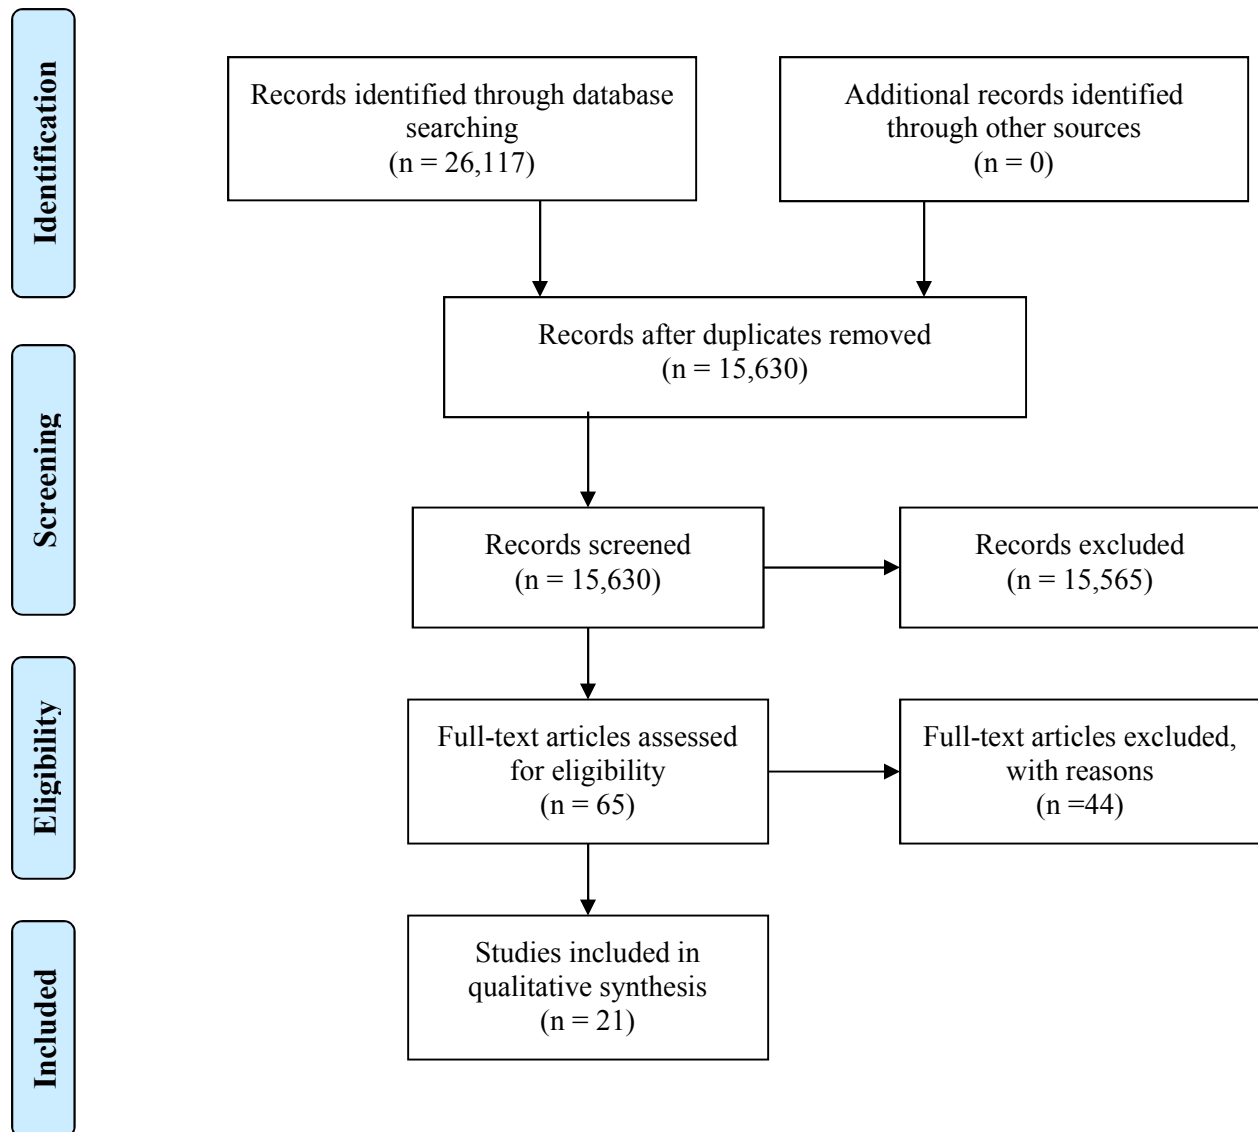 Identification
Records identified through database
searching
(n = 26,117)
Additional records identified
through other sources
(n = 0)
Records after duplicates removed
(n = 15,630)
Screening
Records screened
(n = 15,630)
Records excluded
(n = 15,565)
Eligibility
Full-text articles assessed
for eligibility
(n = 65)
Full-text articles excluded,
with reasons
(n =44)
Included
Studies included in
qualitative synthesis
(n = 21)